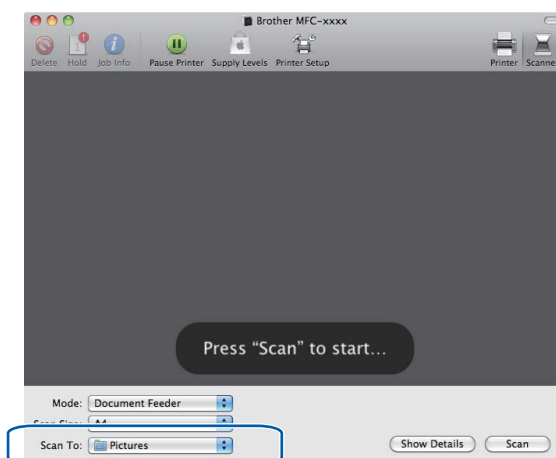 Brother MFC-xxxx
Delete Hold Job Info Pause Printer Supply Levels Printer Setup Printer
Press "Scan" to start...
Mode: Document Feeder
A4
Scan To: Pictures Show Details Scan